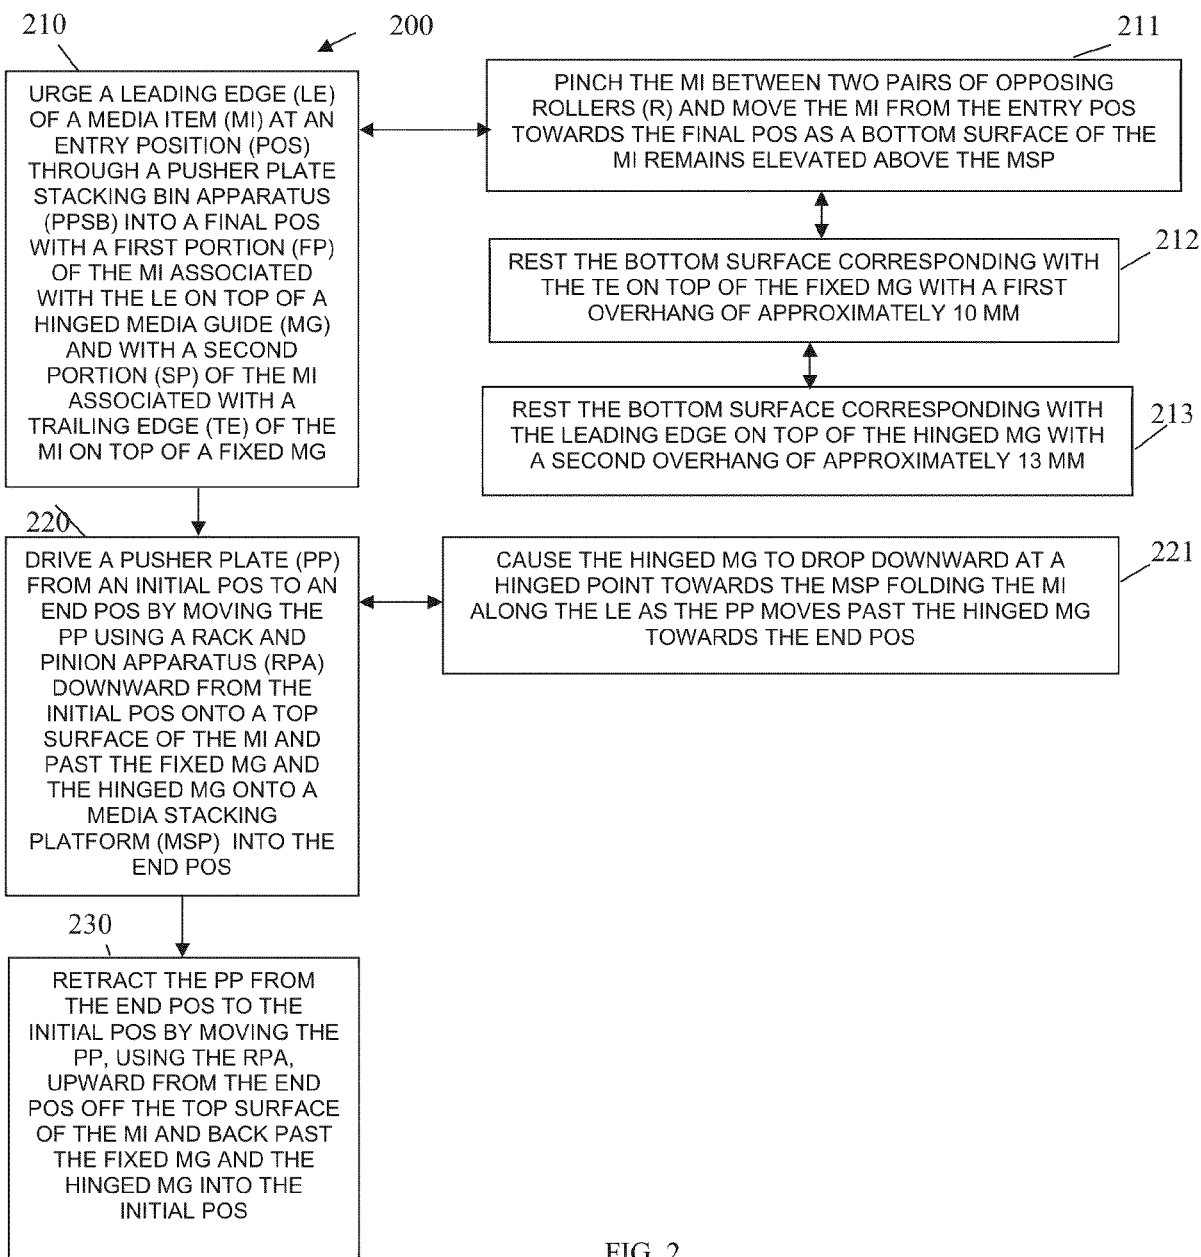 210
200
URGE A LEADING EDGE (LE)
OF A MEDIA ITEM (MI) AT AN
ENTRY POSITION (POS)
THROUGH A PUSHER PLATE
STACKING BIN APPARATUS
(PPSB) INTO A FINAL POS
WITH A FIRST PORTION (FP)
OF THE MI ASSOCIATED
WITH THE LE ON TOP OF A
HINGED MEDIA GUIDE (MG)
AND WITH A SECOND
PORTION (SP) OF THE MI
ASSOCIATED WITH A
TRAILING EDGE (TE) OF THE
MI ON TOP OF A FIXED MG
211
PINCH THE MI BETWEEN TWO PAIRS OF OPPOSING
ROLLERS (R) AND MOVE THE MI FROM THE ENTRY POS
TOWARDS THE FINAL POS AS A BOTTOM SURFACE OF THE
MI REMAINS ELEVATED ABOVE THE MSP
212
REST THE BOTTOM SURFACE CORRESPONDING WITH
THE TE ON TOP OF THE FIXED MG WITH A FIRST
OVERHANG OF APPROXIMATELY 10 MM
213
REST THE BOTTOM SURFACE CORRESPONDING WITH
THE LEADING EDGE ON TOP OF THE HINGED MG WITH
A SECOND OVERHANG OF APPROXIMATELY 13 MM
220
DRIVE A PUSHER PLATE (PP)
FROM AN INITIAL POS TO AN
END POS BY MOVING THE
PP USING A RACK AND
PINION APPARATUS (RPA)
DOWNWARD FROM THE
INITIAL POS ONTO A TOP
SURFACE OF THE MI AND
PAST THE FIXED MG AND
THE HINGED MG ONTO A
MEDIA STACKING
PLATFORM (MSP) INTO THE
END POS
221
CAUSE THE HINGED MG TO DROP DOWNWARD AT A
HINGED POINT TOWARDS THE MSP FOLDING THE MI
ALONG THE LE AS THE PP MOVES PAST THE HINGED MG
TOWARDS THE END POS
230
RETRACT THE PP FROM
THE END POS TO THE
INITIAL POS BY MOVING THE
PP, USING THE RPA,
UPWARD FROM THE END
POS OFF THE TOP SURFACE
OF THE MI AND BACK PAST
THE FIXED MG AND THE
HINGED MG INTO THE
INITIAL POS
FIG. 2